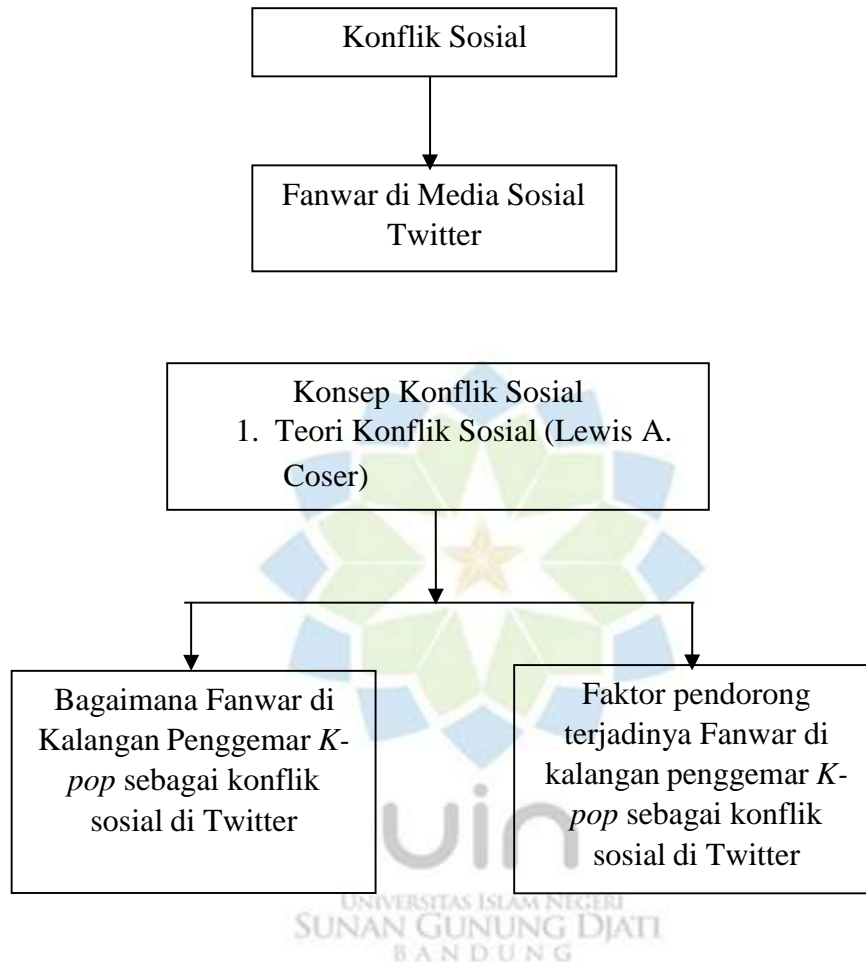 Konflik Sosial
Fanwar di Media Sosial
Twitter
Konsep Konflik Sosial
1. Teori Konflik Sosial (Lewis A.
Coser)
Bagaimana Fanwar di
Kalangan Penggemar K-
pop sebagai konflik
sosial di Twitter
Faktor pendorong
terjadinya Fanwar di
kalangan penggemar K-
pop sebagai konflik
sosial di Twitter
uin
UNIVERSITAS ISLAM NEGERI
SUNAN GUNUNG DJATI
BANDUNG